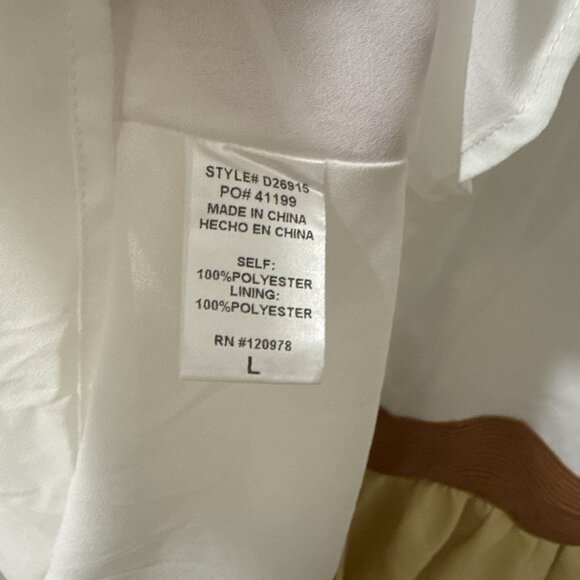 STYLE# D26915
PO# 41199
MADE IN CHINA
HECHO EN CHINA
SELF:
100%POLYESTER
LINING:
100%POLYESTER
RN #120978
L